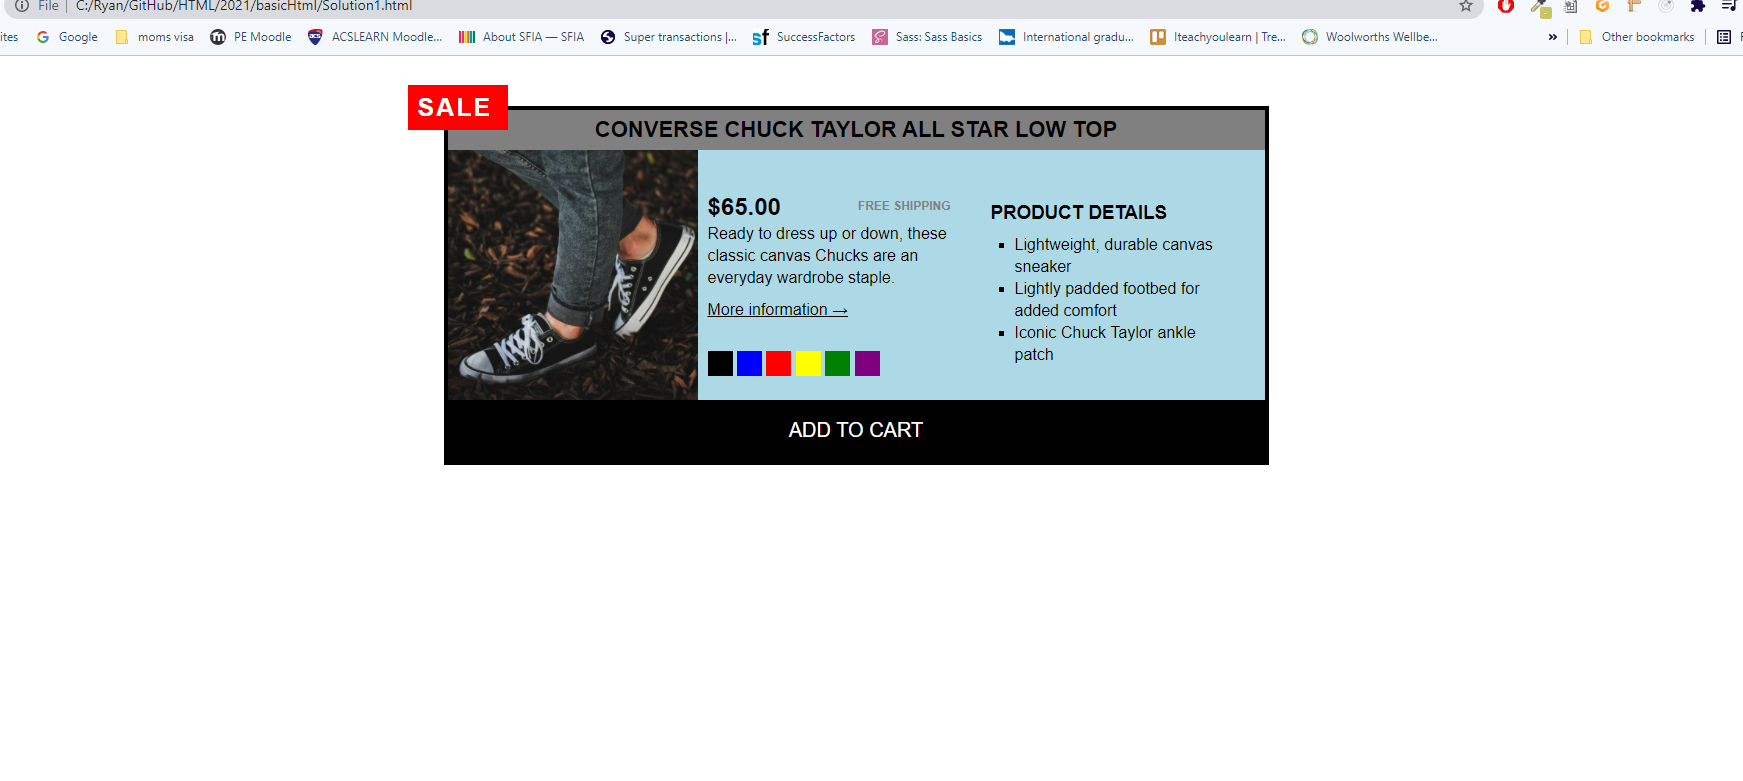 File | C:/Ryan/GitHub/HTML/2021/basicHtml/Solution1.html
ites Google moms visa PE Moodle ACSLEARN Moodle... About SFIA — SFIA Super transactions |... SuccessFactors Sass: Sass Basics International gradu... Iteachyoulearn | Tre... Woolworths Wellbe... » Other bookmarks
SALE
CONVERSE CHUCK TAYLOR ALL STAR LOW TOP
$65.00 FREE SHIPPING
Ready to dress up or down, these
classic canvas Chucks are an
everyday wardrobe staple.
More information →
PRODUCT DETAILS
▪ Lightweight, durable canvas
sneaker
▪ Lightly padded footbed for
added comfort
▪ Iconic Chuck Taylor ankle
patch
ADD TO CART